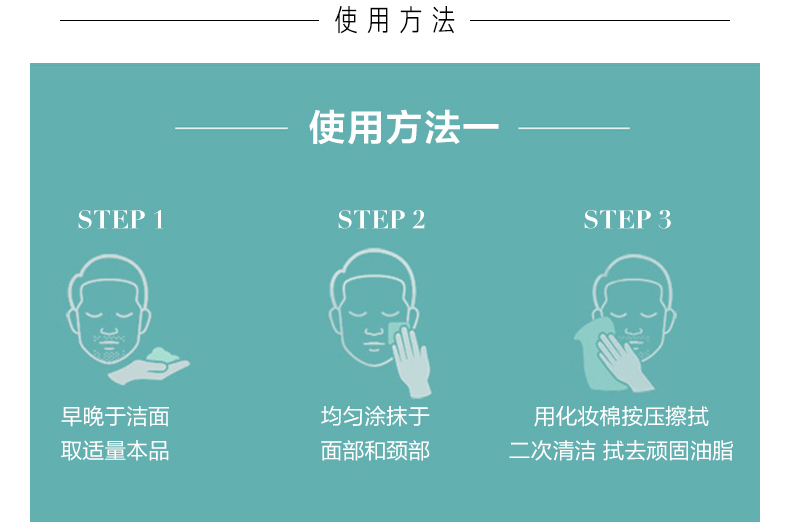 使用方法
使用方法一
STEP 1
STEP 2
STEP 3
早晚于洁面
取适量本品
均匀涂抹于
面部和颈部
用化妆棉按压擦拭
二次清洁 拭去顽固油脂